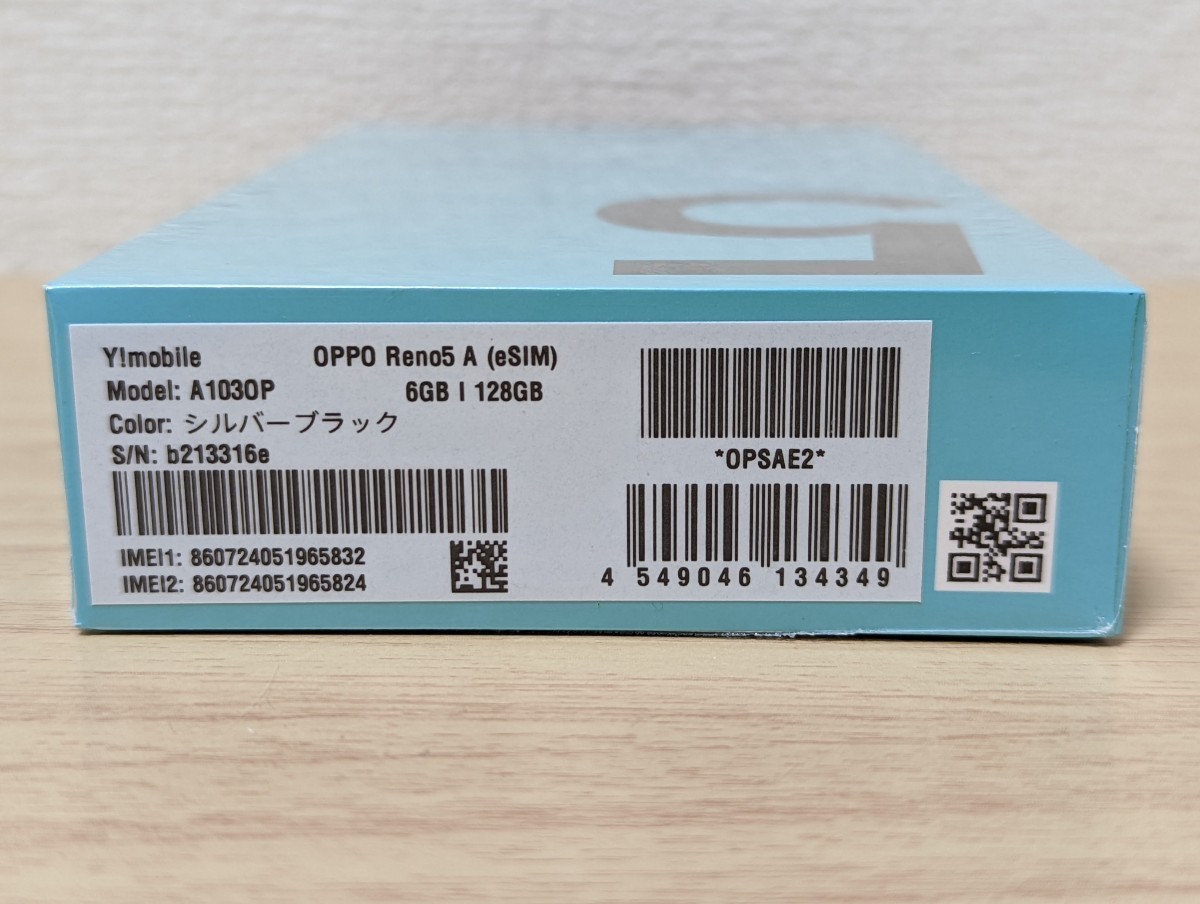 5
Y!mobile OPPO Reno5 A (eSIM)
Model: A103OP 6GB | 128GB
Color: シルバーブラック
S/N: b213316e
IMEI1: 860724051965832
IMEI2: 860724051965824
*OPSAE2*
4 549046 134349